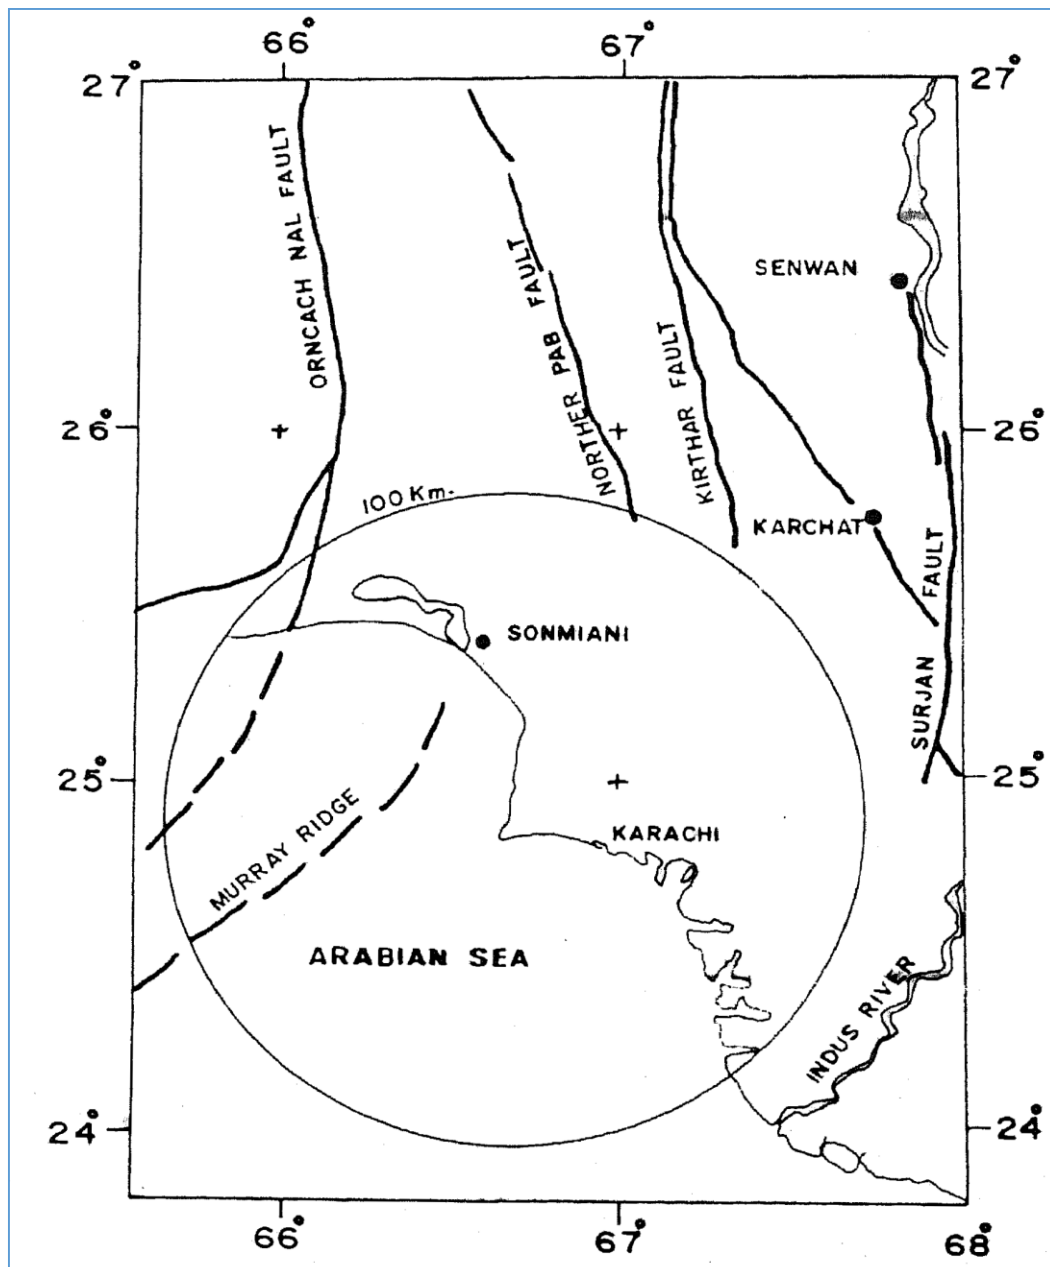 66° 67°
27° 27°
ORNCACH NAL FAULT
NORTHER PAB FAULT
KIRTHAR FAULT
SENWAN
26° 26°
100 Km.
KARCHAT
SURJAN FAULT
SONMIANI
25° 25°
MURRAY RIDGE
KARACHI
ARABIAN SEA
INDUS RIVER
24° 24°
66° 67° 68°